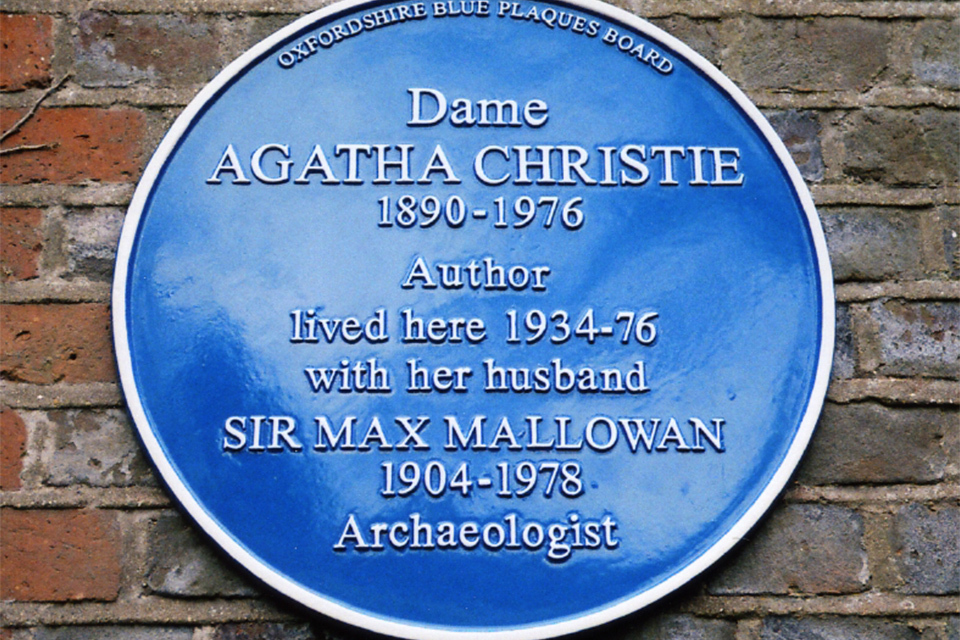 OXFORDSHIRE BLUE PLAQUES BOARD
Dame
AGATHA CHRISTIE
1890-1976
Author
lived here 1934-76
with her husband
SIR MAX MALLOWAN
1904-1978
Archaeologist